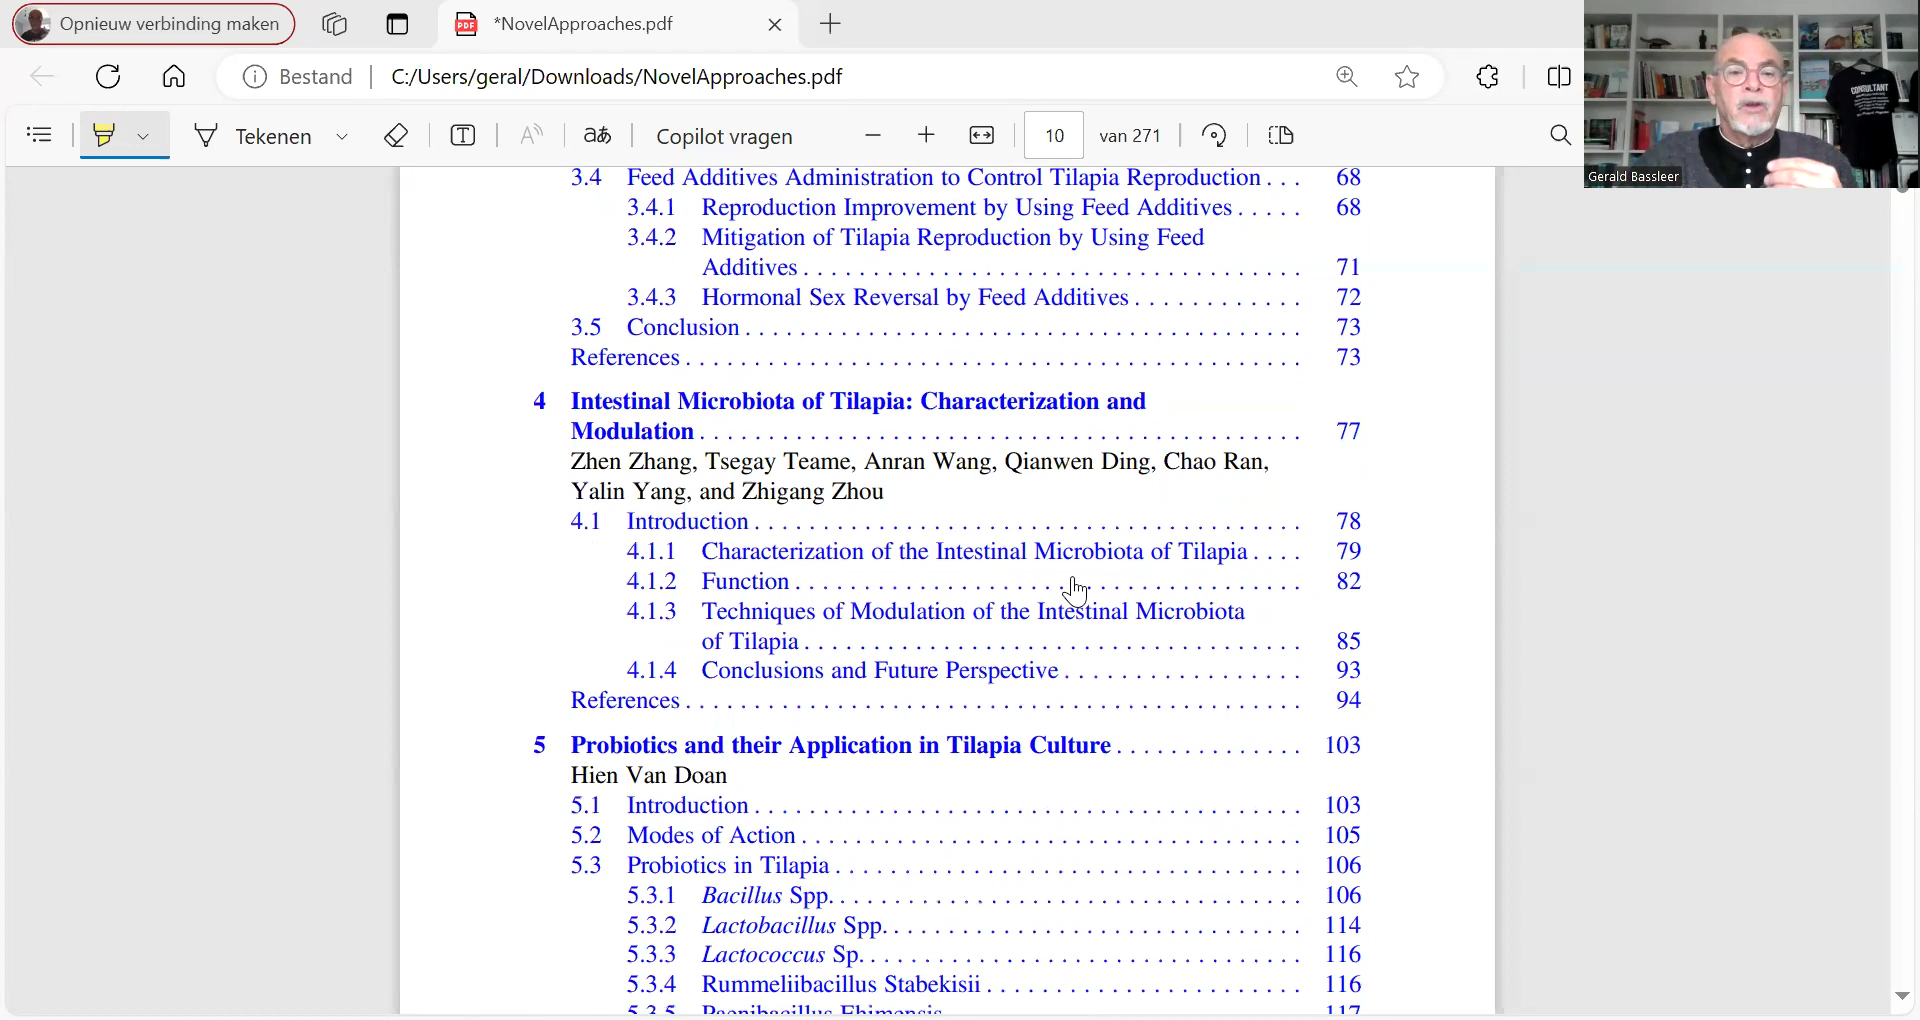 Opnieuw verbinding maken
*NovelApproaches.pdf
Bestand
C:/Users/geral/Downloads/NovelApproaches.pdf
Tekenen
Copilot vragen
10
van 271
CONSULTANT
Gerald Bassleer
3.4 Feed Additives Administration to Control Tilapia Reproduction . . . 68
3.4.1 Reproduction Improvement by Using Feed Additives . . . . . 68
3.4.2 Mitigation of Tilapia Reproduction by Using Feed
Additives . . . . . . . . . . . . . . . . . . . . . . . . . . . . . . . . . . . . 71
3.4.3 Hormonal Sex Reversal by Feed Additives . . . . . . . . . . . . 72
3.5 Conclusion . . . . . . . . . . . . . . . . . . . . . . . . . . . . . . . . . . . . . . . . 73
References . . . . . . . . . . . . . . . . . . . . . . . . . . . . . . . . . . . . . . . . . . . . 73
4 Intestinal Microbiota of Tilapia: Characterization and
Modulation . . . . . . . . . . . . . . . . . . . . . . . . . . . . . . . . . . . . . . . . . . . 77
Zhen Zhang, Tsegay Teame, Anran Wang, Qianwen Ding, Chao Ran,
Yalin Yang, and Zhigang Zhou
4.1 Introduction . . . . . . . . . . . . . . . . . . . . . . . . . . . . . . . . . . . . . . . 78
4.1.1 Characterization of the Intestinal Microbiota of Tilapia . . . . 79
4.1.2 Function . . . . . . . . . . . . . . . . . . . . . . . . . . . . . . . . . . . . 82
4.1.3 Techniques of Modulation of the Intestinal Microbiota
of Tilapia . . . . . . . . . . . . . . . . . . . . . . . . . . . . . . . . . . . . 85
4.1.4 Conclusions and Future Perspective . . . . . . . . . . . . . . . . . 93
References . . . . . . . . . . . . . . . . . . . . . . . . . . . . . . . . . . . . . . . . . . . . 94
5 Probiotics and their Application in Tilapia Culture . . . . . . . . . . . . . . 103
Hien Van Doan
5.1 Introduction . . . . . . . . . . . . . . . . . . . . . . . . . . . . . . . . . . . . . . . 103
5.2 Modes of Action . . . . . . . . . . . . . . . . . . . . . . . . . . . . . . . . . . . . 105
5.3 Probiotics in Tilapia . . . . . . . . . . . . . . . . . . . . . . . . . . . . . . . . . . 106
5.3.1 Bacillus Spp. . . . . . . . . . . . . . . . . . . . . . . . . . . . . . . . . . . 106
5.3.2 Lactobacillus Spp. . . . . . . . . . . . . . . . . . . . . . . . . . . . . . . 114
5.3.3 Lactococcus Sp. . . . . . . . . . . . . . . . . . . . . . . . . . . . . . . . . 116
5.3.4 Rummeliibacillus Stabekisii . . . . . . . . . . . . . . . . . . . . . . . 116
5.3.5 Paenibacillus Ehimensis 117